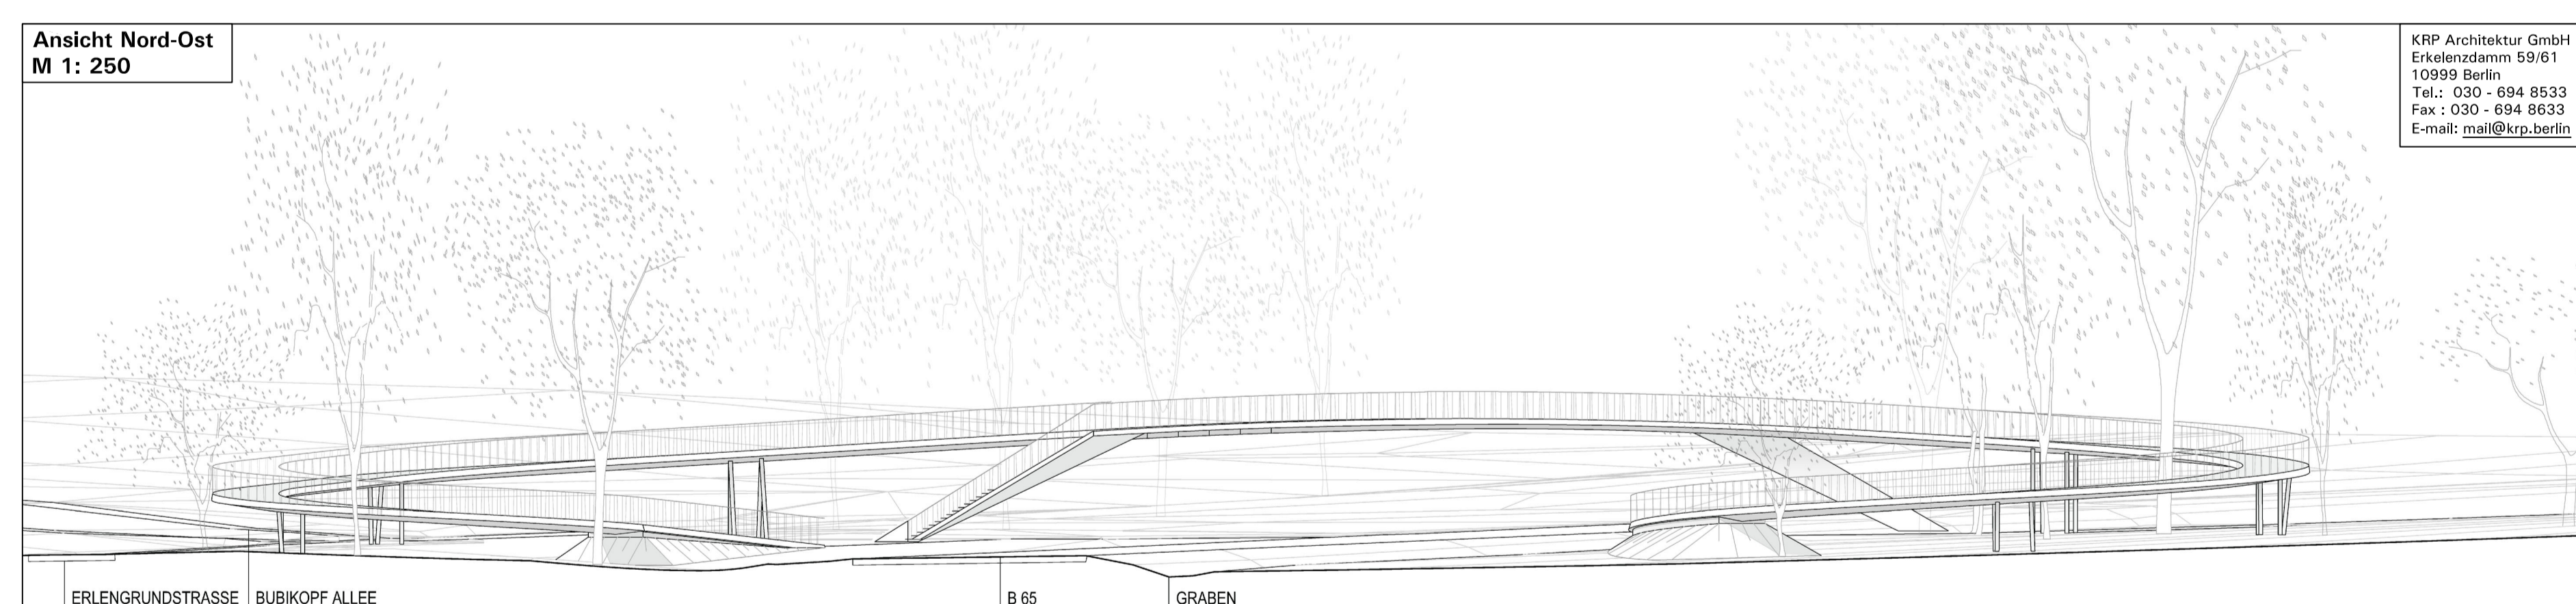 Ansicht Nord-Ost
M 1: 250
KRP Architektur GmbH
Erkelenzdamm 59/61
10999 Berlin
Tel.: 030 - 694 8533
Fax : 030 - 694 8633
E-mail: mail@krp.berlin
ERLENGRUNDSTRASSE
BUBIKOPF ALLEE
B 65
GRABEN